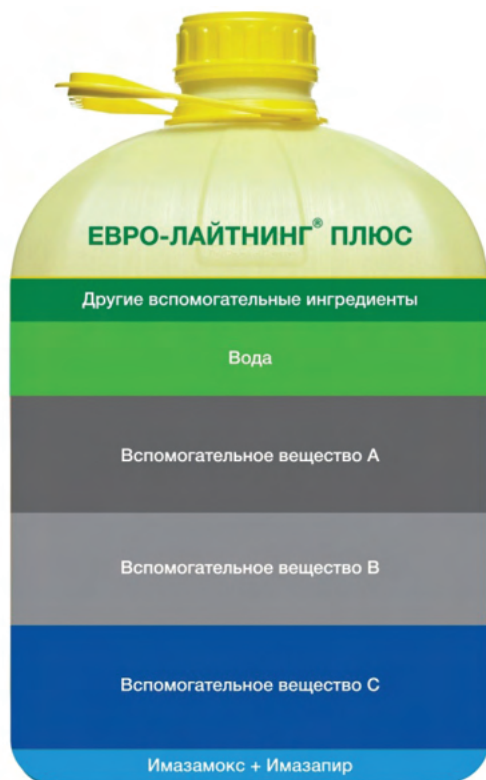 ЕВРО-ЛАЙТНИНГ® ПЛЮС
Другие вспомогательные ингредиенты
Вода
Вспомогательное вещество А
Вспомогательное вещество В
Вспомогательное вещество С
Имазамокс + Имазапир